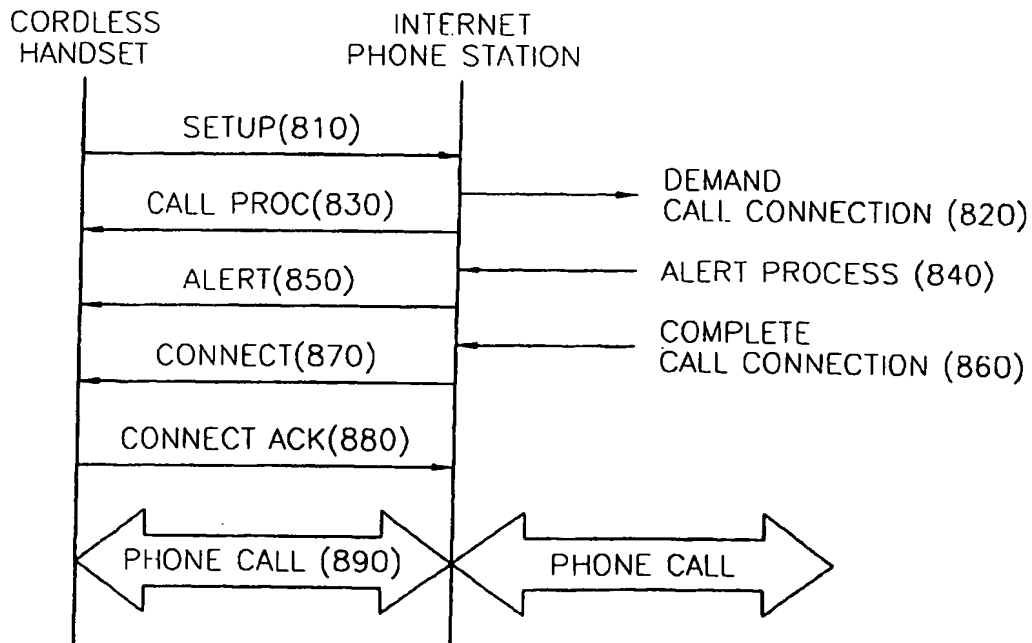 CORDLESS
HANDSET
INTERNET
PHONE STATION
SETUP(810)
DEMAND
CALL CONNECTION (820)
CALL PROC(830)
ALERT PROCESS (840)
ALERT(850)
COMPLETE
CALL CONNECTION (860)
CONNECT(870)
CONNECT ACK(880)
PHONE CALL (890)
PHONE CALL